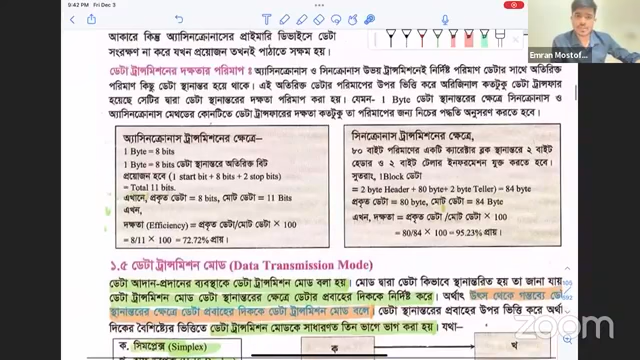 9:45 PM Fri Dec 3
আকারে কিন্তু অ্যাসিনক্রোনাসের প্রাইমারি ডিভাইসে ডেটা
সংরক্ষণ না করে যখন প্রয়োজন তখনই পাঠাতে সক্ষম হয়।
Emran Mostof...
ডেটা ট্রান্সমিশনের দক্ষতার পরিমাপ : অ্যাসিনক্রোনাস ও সিনক্রোনাস উভয় ট্রান্সমিশনেই নির্দিষ্ট পরিমাণ ডেটার সাথে অতিরিক্ত
পরিমাণ কিছু ডেটা স্থানান্তর হয়ে থাকে। এই অতিরিক্ত ডেটার পরিমাপের উপর ভিত্তি করে অরিজিনাল কতটুকু ডেটা ট্রান্সফার
হয়েছে সেটির দ্বারা ডেটা স্থানান্তরের দক্ষতা পরিমাপ করা হয়। যেমন- 1 Byte ডেটা স্থানান্তরের ক্ষেত্রে সিনক্রোনাস ও
অ্যাসিনক্রোনাস মেথডের কোনটিতে ডেটা ট্রান্সফারের দক্ষতা কতটুকু তা পরিমাপের জন্য নিচের পদ্ধতি অনুসরণ করতে হবে।
অ্যাসিনক্রোনাস ট্রান্সমিশনের ক্ষেত্রে-
1 Byte = 8 bits
1 Byte = 8 bits ডেটা স্থানান্তরে অতিরিক্ত বিট
প্রয়োজন হবে (1 start bit + 8 bits + 2 stop bits)
= Total 11 bits.
এখানে, প্রকৃত ডেটা = 8 bits, মোট ডেটা = 11 Bits
এখন,
দক্ষতা (Efficiency) = প্রকৃত ডেটা/মোট ডেটা × 100
= 8/11 × 100 = 72.72% প্রায়।
সিনক্রোনাস ট্রান্সমিশনের ক্ষেত্রে,
৮০ বাইট পরিমাণের একটি ক্যারেক্টার ব্লক স্থানান্তরে ২ বাইট
হেডার ও ২ বাইট টেলার ইনফরমেশন যুক্ত করতে হবে।
সুতরাং, 1Block ডেটা
= 2 byte Header + 80 byte+ 2 byte Teller) = 84 byte
প্রকৃত ডেটা = 80 byte, মোট ডেটা = 84 Byte
এখন, দক্ষতা = প্রকৃত ডেটা /মোট ডেটা × 100
= 80/84 × 100 = 95.23% প্রায়।
১.৫ ডেটা ট্রান্সমিশন মোড (Data Transmission Mode)
ডেটা আদান-প্রদানের ব্যবস্থাকে ডেটা ট্রান্সমিশন মোড বলা হয়। মোড দ্বারা ডেটা কিভাবে স্থানান্তরিত হয় তা জানা যায়
ডেটা ট্রান্সমিশন মোড ডেটা স্থানান্তরের ক্ষেত্রে ডেটার প্রবাহের দিককে নির্দিষ্ট করে। অর্থাৎ উৎস থেকে গন্তব্যে
স্থানান্তরের ক্ষেত্রে ডেটা প্রবাহের দিককে ডেটা ট্রান্সমিশন মোড বলে। ডেটা স্থানান্তরের প্রবাহের উপর ভিত্তি করে অর্থা
দিকের বৈশিষ্ট্যের ভিত্তিতে ডেটা ট্রান্সমিশন মোডকে সাধারণত তিন ভাগে ভাগ করা হয়। যথা-
ক. সিমপ্লেক্স (Simplex)
ক
খ
zoom